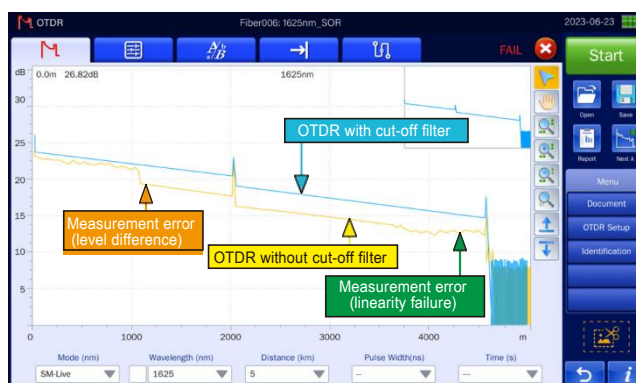 OTDR
Fiber006: 1625nm_SOR
2023-06-23
A/B
FAIL
Start
dB
0.0m 26.82dB
1625nm
30
25
20
15
10
5
0
1000
2000
3000
4000
m
OTDR with cut-off filter
Measurement error
(level difference)
OTDR without cut-off filter
Measurement error
(linearity failure)
Open
Save
Report
Next λ
Menu
Document
OTDR Setup
Identification
Mode (nm)
Wavelength (nm)
Distance (km)
Pulse Width(ns)
Time (s)
SM-Live
1625
5
--
---
i